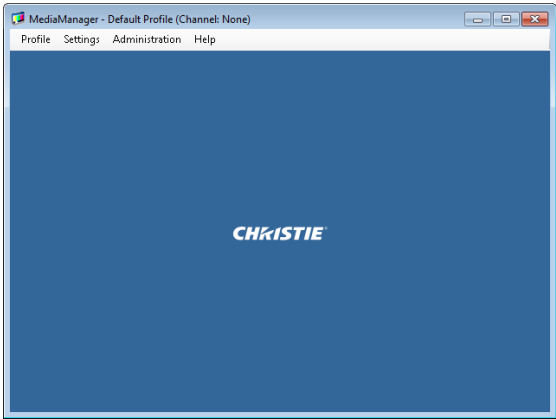 MediaManager - Default Profile (Channel: None)
Profile Settings Administration Help
CHRISTIE